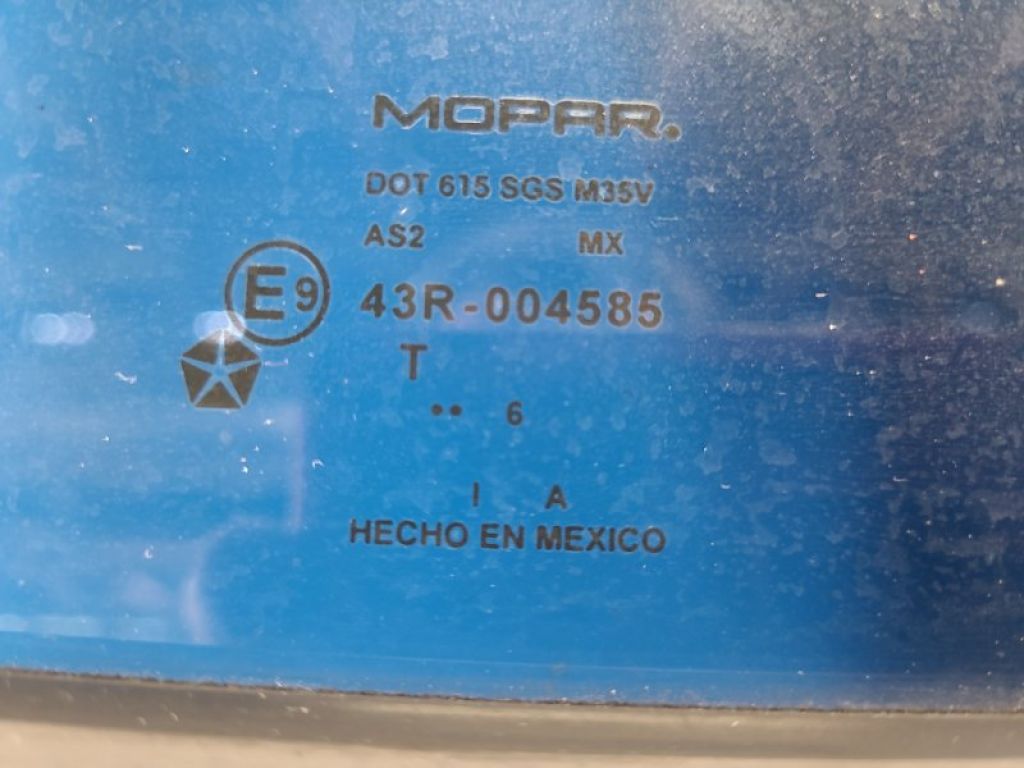 MOPAR.
DOT 615 SGS M35V
AS2 MX
E9 43R-004585
T
•• 6
I A
HECHO EN MEXICO